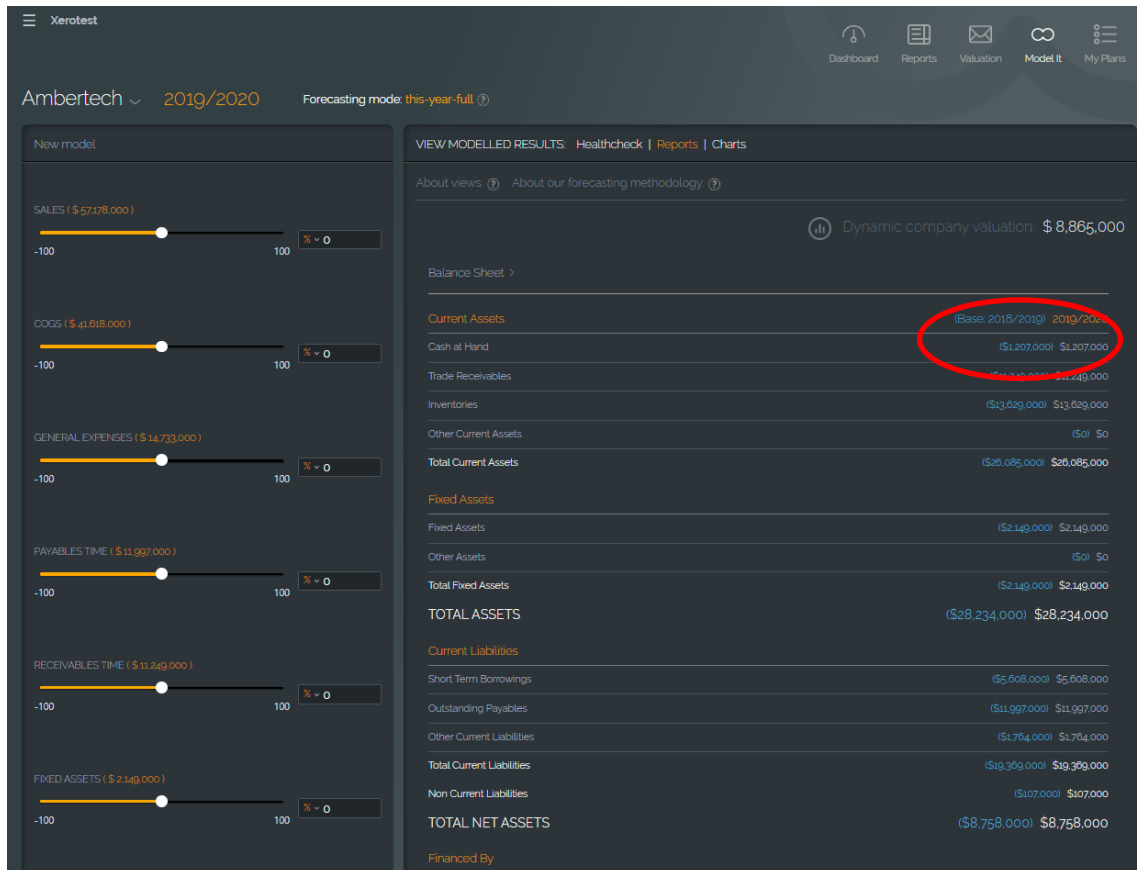 Xerotest
Dashboard Reports Valuation Model It My Plans
Ambertech 2019/2020 Forecasting mode: this-year-full ?
New model
SALES ( $ 57,178,000 )
-100 100 % 0
COGS ( $ 41,618,000 )
-100 100 % 0
GENERAL EXPENSES ( $ 14,733,000 )
-100 100 % 0
PAYABLES TIME ( $ 11,997,000 )
-100 100 % 0
RECEIVABLES TIME ( $ 11,249,000 )
-100 100 % 0
FIXED ASSETS ( $ 2,149,000 )
-100 100 % 0
VIEW MODELLED RESULTS: Healthcheck | Reports | Charts
About views: ? About our forecasting methodology: ?
Dynamic company valuation $ 8,865,000
Balance Sheet >
Current Assets (Base: 2018/2019) 2019/2020
Cash at Hand ($1,207,000) $1,207,000
Trade Receivables ($11,249,000) $11,249,000
Inventories ($13,629,000) $13,629,000
Other Current Assets ($0) $0
Total Current Assets ($26,085,000) $26,085,000
Fixed Assets
Fixed Assets ($2,149,000) $2,149,000
Other Assets ($0) $0
Total Fixed Assets ($2,149,000) $2,149,000
TOTAL ASSETS ($28,234,000) $28,234,000
Current Liabilities
Short Term Borrowings ($5,608,000) $5,608,000
Outstanding Payables ($11,997,000) $11,997,000
Other Current Liabilities ($1,764,000) $1,764,000
Total Current Liabilities ($19,369,000) $19,369,000
Non Current Liabilities ($107,000) $107,000
TOTAL NET ASSETS ($8,758,000) $8,758,000
Financed By